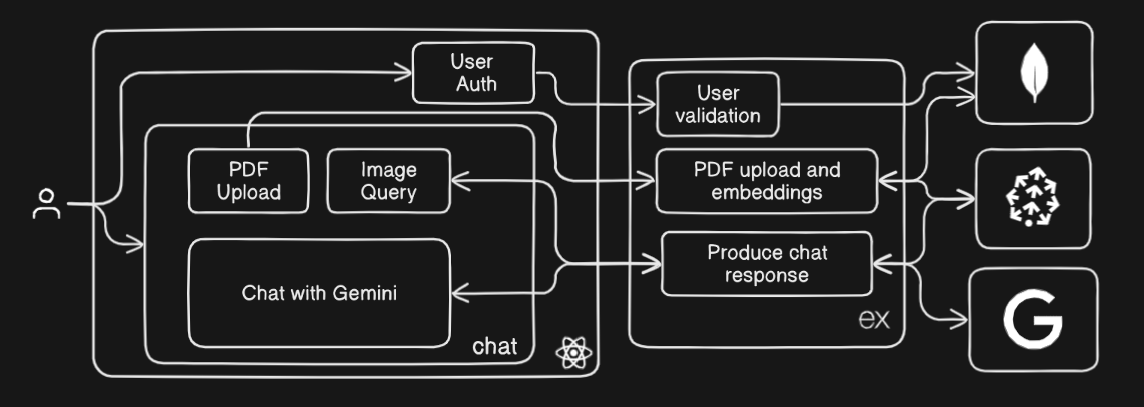 User
Auth
User
validation
PDF
Upload
Image
Query
PDF upload and
embeddings
Chat with Gemini
Produce chat
response
chat
ex
G